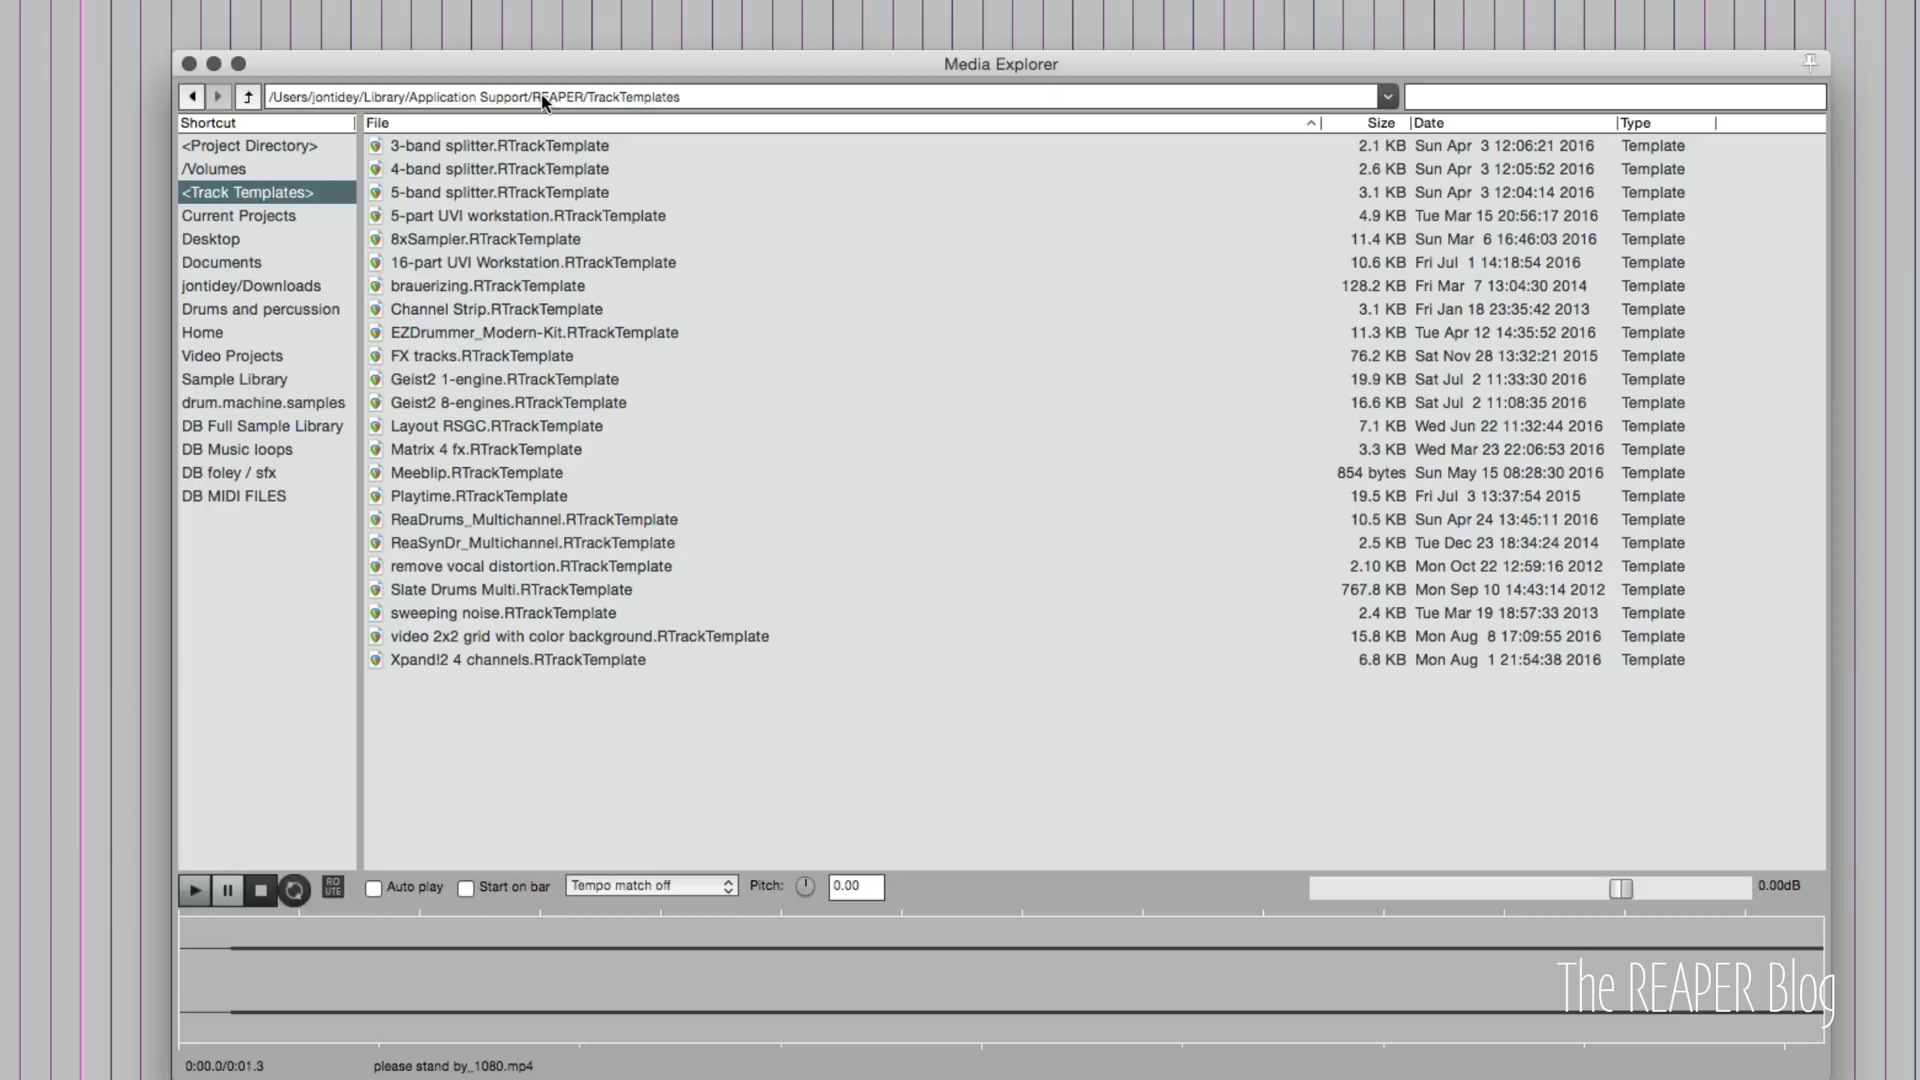 Media Explorer
/Users/jontidey/Library/Application Support/REAPER/TrackTemplates
Shortcut File Size Date Type
<Project Directory> 3-band splitter.RTrackTemplate 2.1 KB Sun Apr 3 12:06:21 2016 Template
/Volumes 4-band splitter.RTrackTemplate 2.6 KB Sun Apr 3 12:05:52 2016 Template
<Track Templates> 5-band splitter.RTrackTemplate 3.1 KB Sun Apr 3 12:04:14 2016 Template
Current Projects 5-part UVI workstation.RTrackTemplate 4.9 KB Tue Mar 15 20:56:17 2016 Template
Desktop 8xSampler.RTrackTemplate 11.4 KB Sun Mar 6 16:46:03 2016 Template
Documents 16-part UVI Workstation.RTrackTemplate 10.6 KB Fri Jul 1 14:18:54 2016 Template
jontidey/Downloads brauerizing.RTrackTemplate 128.2 KB Fri Mar 7 13:04:30 2014 Template
Drums and percussion Channel Strip.RTrackTemplate 3.1 KB Fri Jan 18 23:35:42 2013 Template
Home EZDrummer_Modern-Kit.RTrackTemplate 11.3 KB Tue Apr 12 14:35:52 2016 Template
Video Projects FX tracks.RTrackTemplate 76.2 KB Sat Nov 28 13:32:21 2015 Template
Sample Library Geist2 1-engine.RTrackTemplate 19.9 KB Sat Jul 2 11:33:30 2016 Template
drum.machine.samples Geist2 8-engines.RTrackTemplate 16.6 KB Sat Jul 2 11:08:35 2016 Template
DB Full Sample Library Layout RSGC.RTrackTemplate 7.1 KB Wed Jun 22 11:32:44 2016 Template
DB Music loops Matrix 4 fx.RTrackTemplate 3.3 KB Wed Mar 23 22:06:53 2016 Template
DB foley / sfx Meeblip.RTrackTemplate 854 bytes Sun May 15 08:28:30 2016 Template
DB MIDI FILES Playtime.RTrackTemplate 19.5 KB Fri Jul 3 13:37:54 2015 Template
ReaDrums_Multichannel.RTrackTemplate 10.5 KB Sun Apr 24 13:45:11 2016 Template
ReaSynDr_Multichannel.RTrackTemplate 2.5 KB Tue Dec 23 18:34:24 2014 Template
remove vocal distortion.RTrackTemplate 2.10 KB Mon Oct 22 12:59:16 2012 Template
Slate Drums Multi.RTrackTemplate 767.8 KB Mon Sep 10 14:43:14 2012 Template
sweeping noise.RTrackTemplate 2.4 KB Tue Mar 19 18:57:33 2013 Template
video 2x2 grid with color background.RTrackTemplate 15.8 KB Mon Aug 8 17:09:55 2016 Template
Xpand!2 4 channels.RTrackTemplate 6.8 KB Mon Aug 1 21:54:38 2016 Template
RO
UTE
Auto play Start on bar Tempo match off Pitch: 0.00 0.00dB
The REAPER Blog
0:00.0/0:01.3 please stand by_1080.mp4